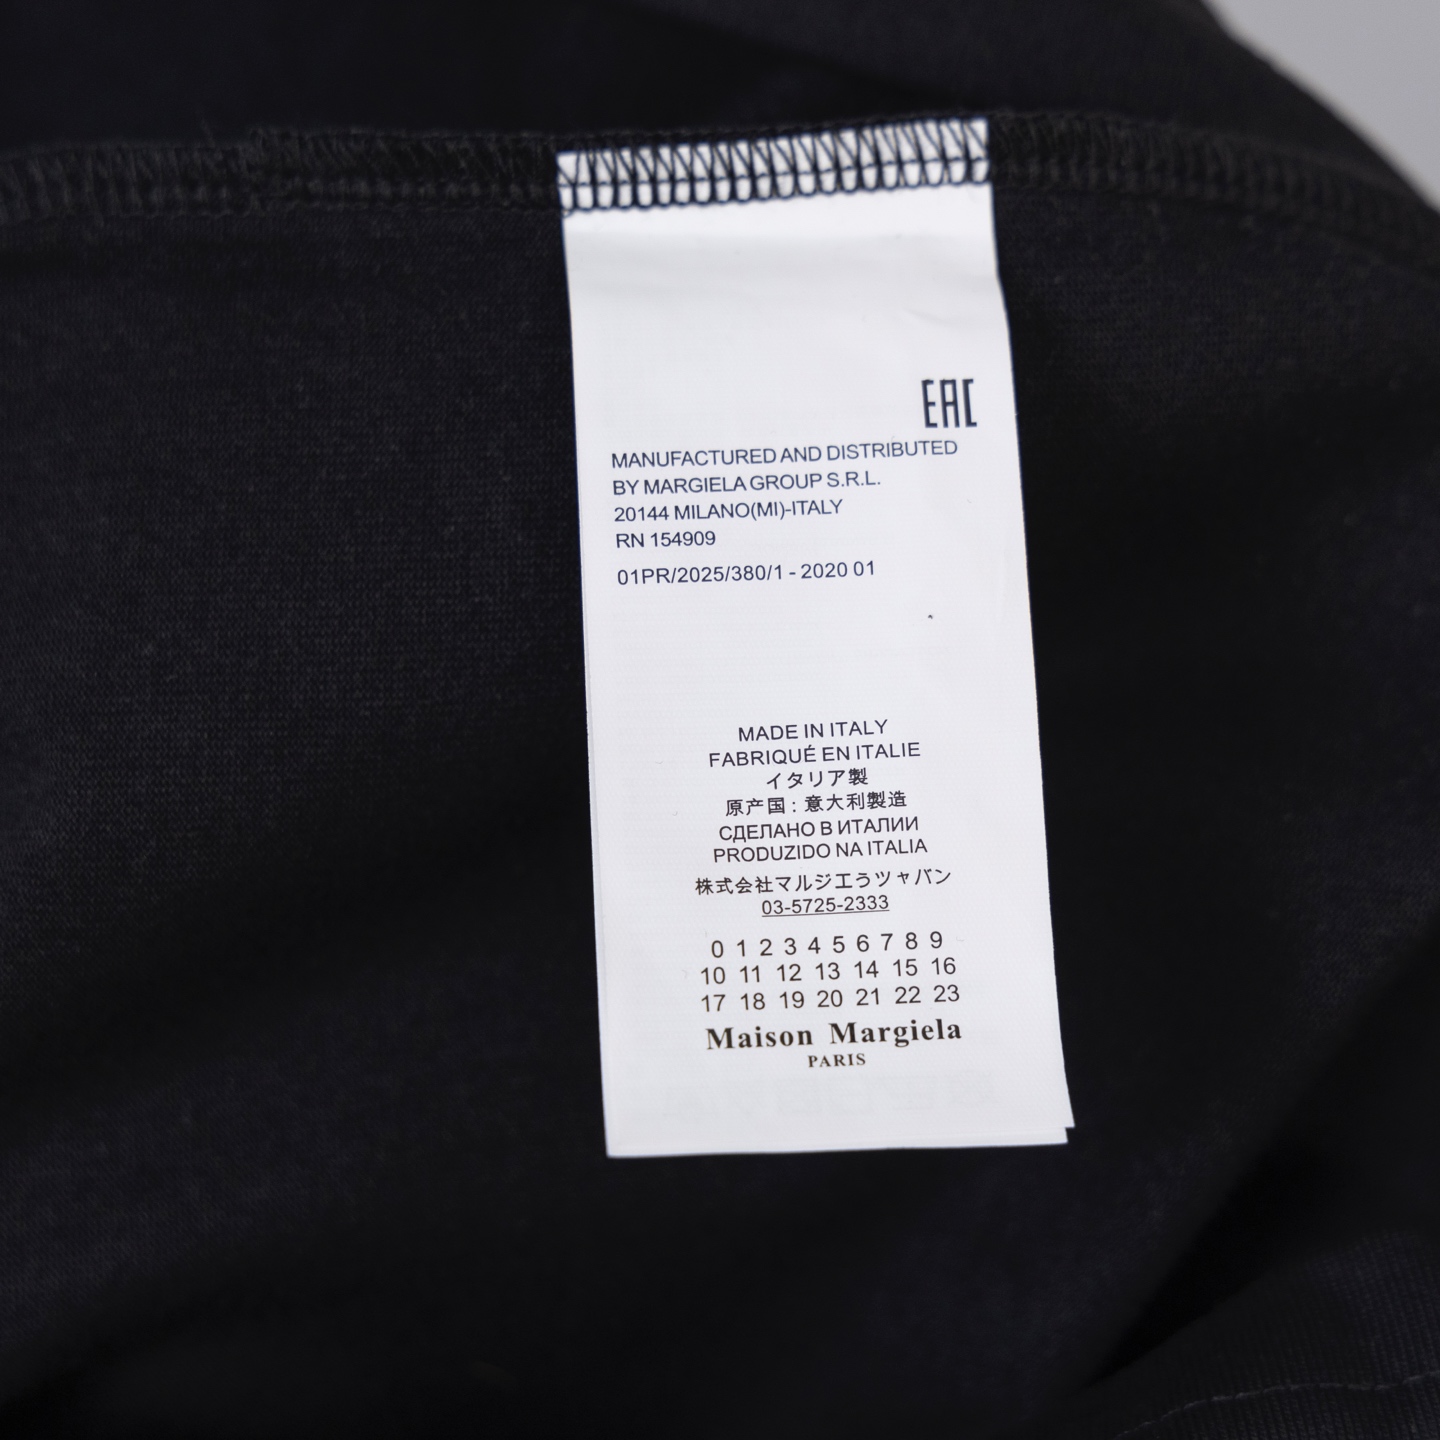 EAC
MANUFACTURED AND DISTRIBUTED
BY MARGIELA GROUP S.R.L.
20144 MILANO(MI)-ITALY
RN 154909
01PR/2025/380/1 - 2020 01
MADE IN ITALY
FABRIQUÉ EN ITALIE
イタリア製
原产国 : 意大利製造
СДЕЛАНО В ИТАЛИИ
PRODUZIDO NA ITALIA
株式会社マルジエうツャバン
03-5725-2333
0 1 2 3 4 5 6 7 8 9
10 11 12 13 14 15 16
17 18 19 20 21 22 23
Maison Margiela
PARIS